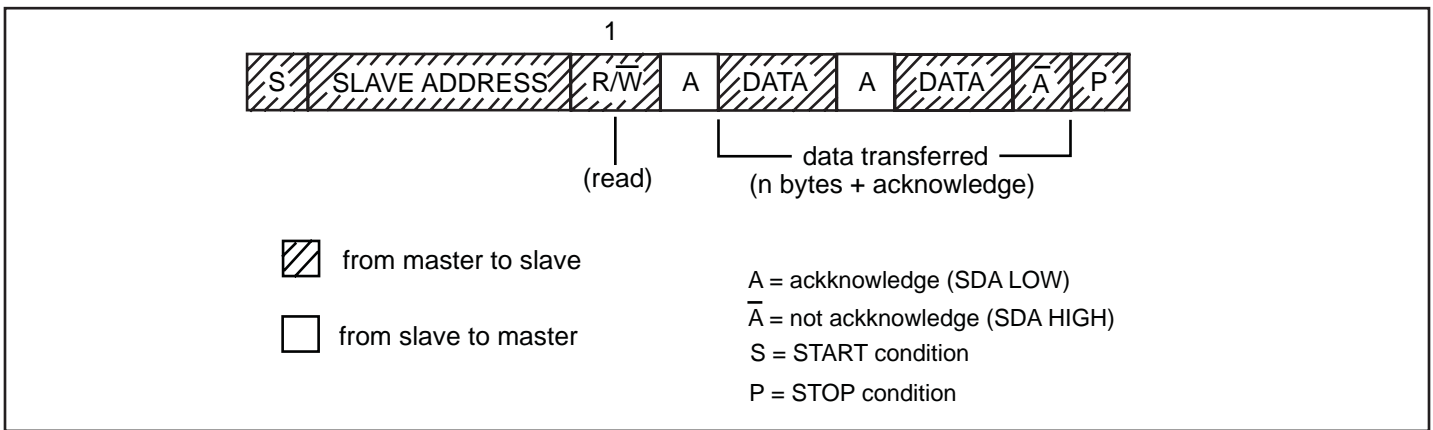 1
S SLAVE ADDRESS R/W̅ A DATA A DATA A̅ P
(read)
data transferred
(n bytes + acknowledge)
from master to slave
from slave to master
A = ackknowledge (SDA LOW)
A̅ = not ackknowledge (SDA HIGH)
S = START condition
P = STOP condition